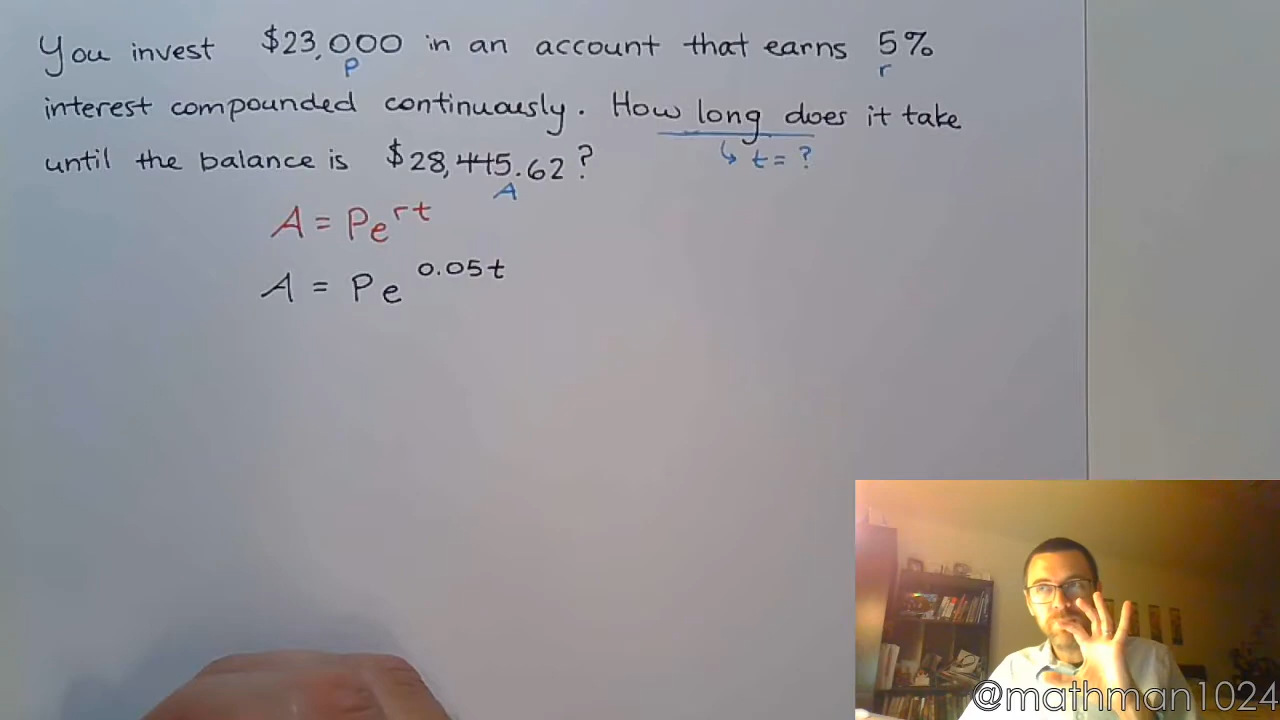 You invest $23,000 in an account that earns 5%
P
r
interest compounded continuously. How long does it take
until the balance is $28,445.62?
↳ t = ?
A
A = Pe^rt
A = Pe^0.05t
@mathman1024